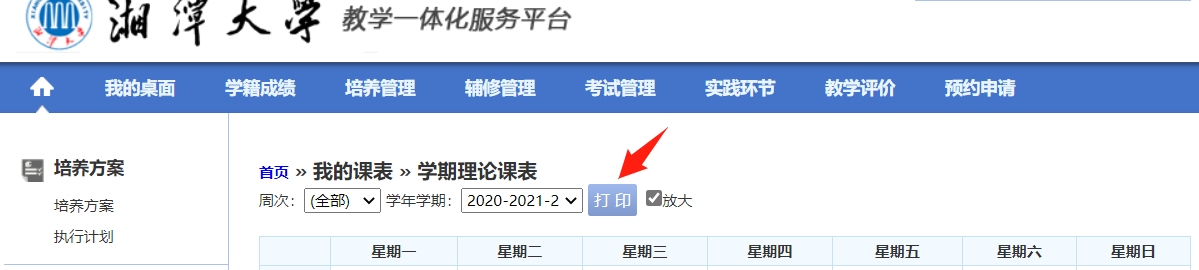 湘潭大学 教学一体化服务平台
我的桌面 学籍成绩 培养管理 辅修管理 考试管理 实践环节 教学评价 预约申请
培养方案
培养方案
执行计划
首页 » 我的课表 » 学期理论课表
周次: (全部) 学年学期: 2020-2021-2 打 印 放大
星期一 星期二 星期三 星期四 星期五 星期六 星期日